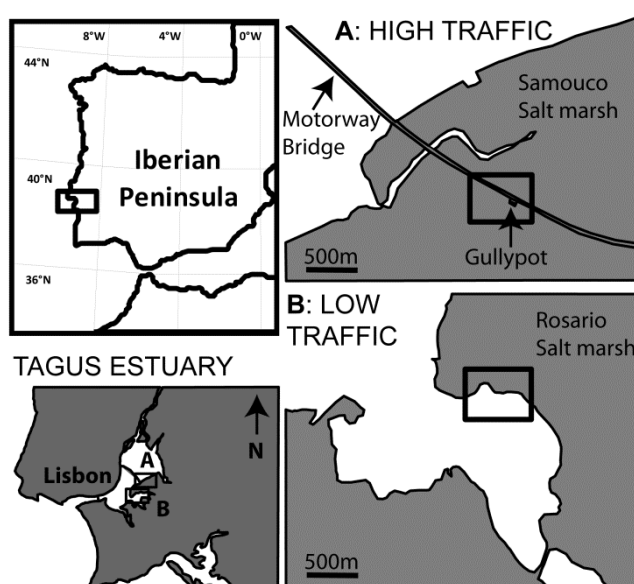 8°W 4°W 0°W
44°N
40°N
36°N
Iberian
Peninsula
A: HIGH TRAFFIC
Samouco
Salt marsh
Motorway
Bridge
Gullypot
500m
TAGUS ESTUARY
N
Lisbon
A
B
B: LOW
TRAFFIC
Rosario
Salt marsh
500m